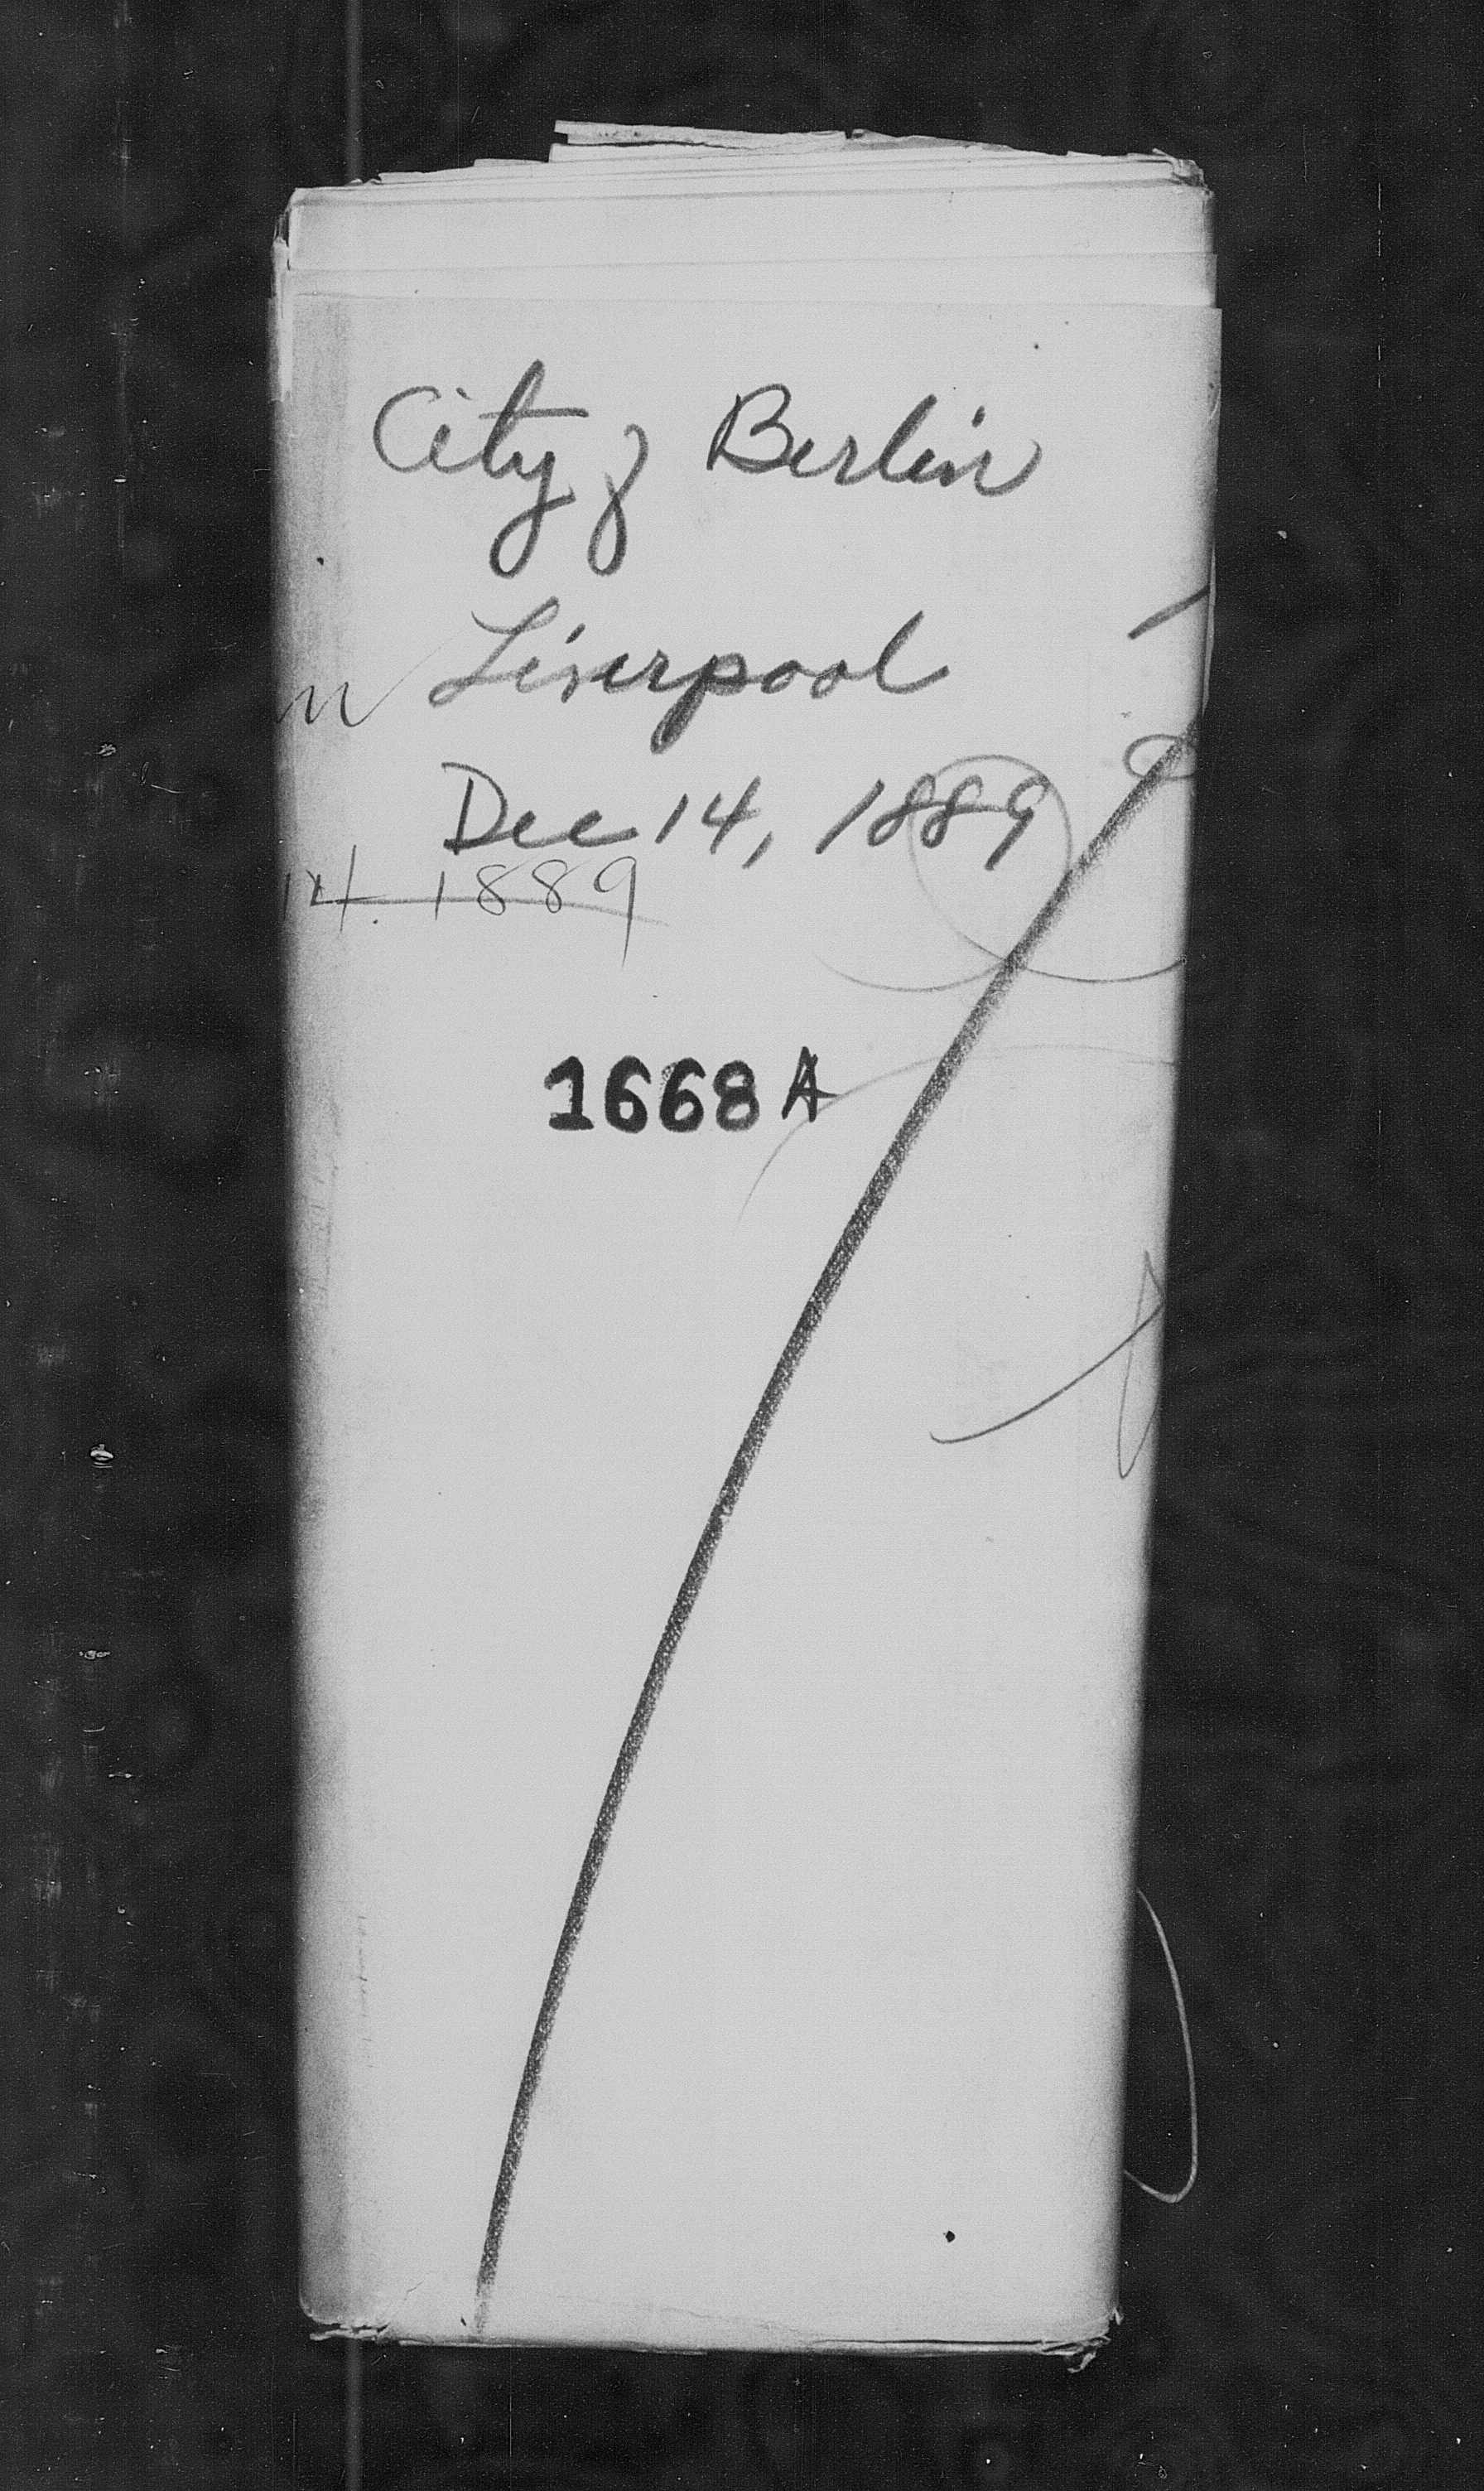 City of Berlin
Liverpool
Dec 14, 1889
14. 1889
1668 A